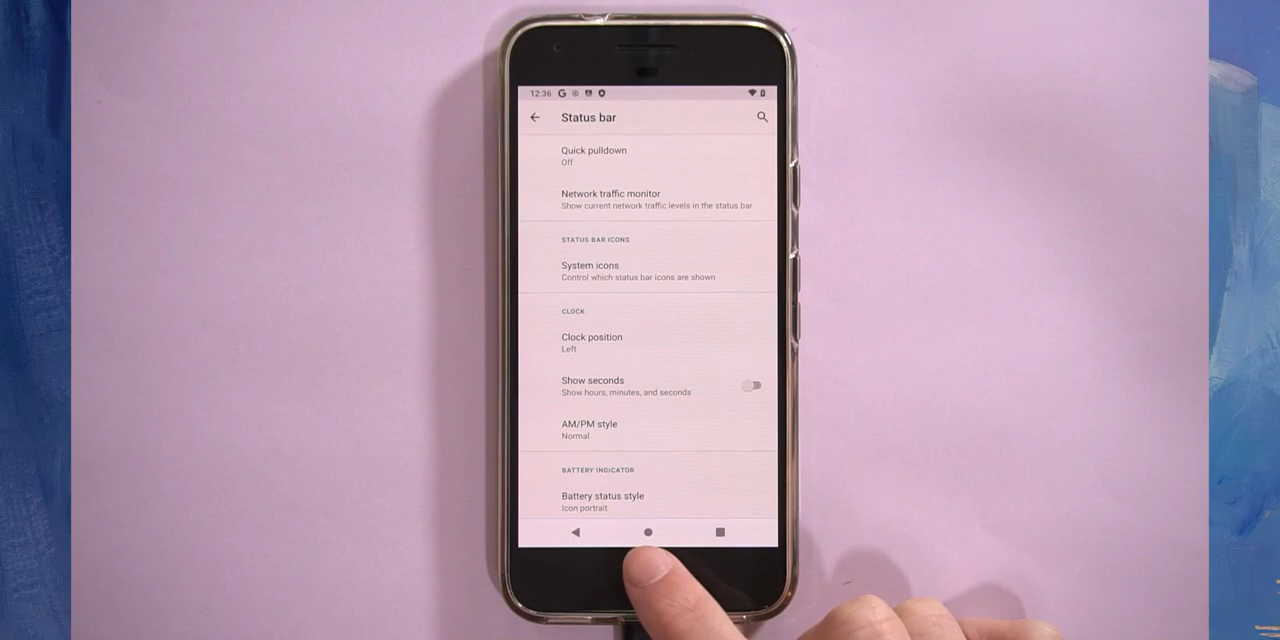 12:36
Status bar
Quick pulldown
Off
Network traffic monitor
Show current network traffic levels in the status bar
STATUS BAR ICONS
System icons
Control which status bar icons are shown
CLOCK
Clock position
Left
Show seconds
Show hours, minutes, and seconds
AM/PM style
Normal
BATTERY INDICATOR
Battery status style
Icon portrait